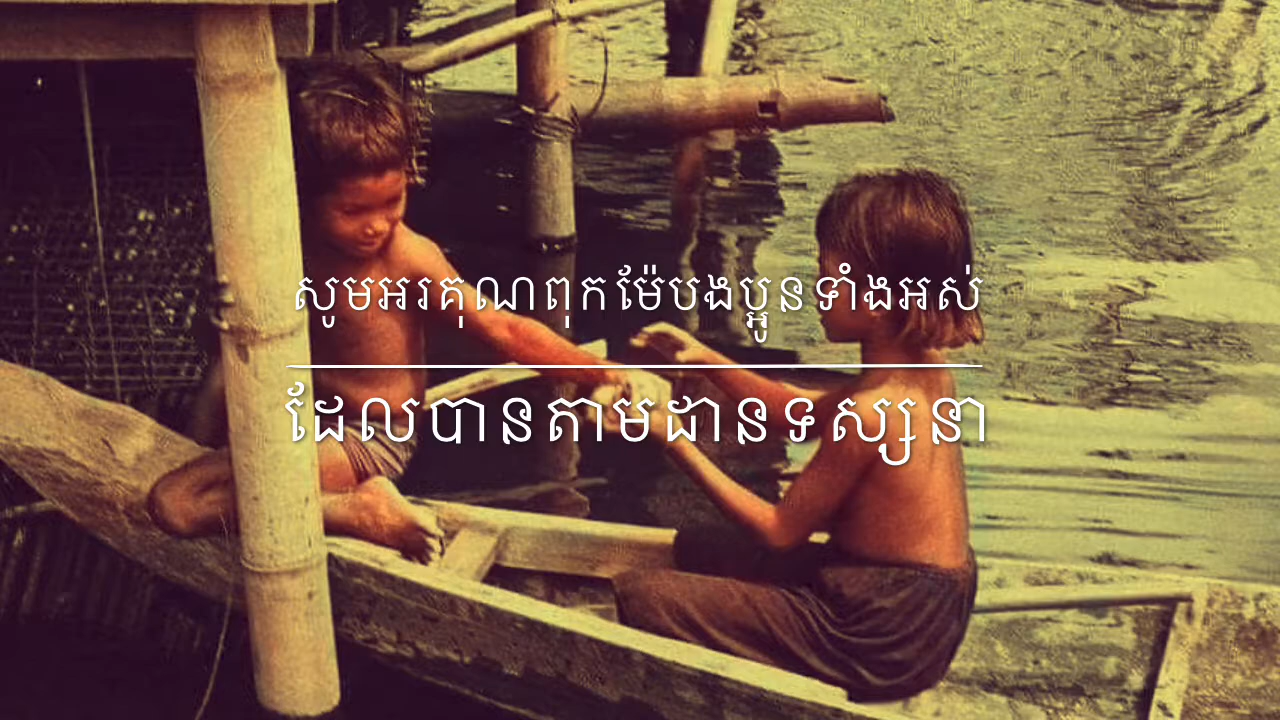 សូមអរគុណពុកម៉ែបងប្អូនទាំងអស់
ដែលបានតាមដានទស្សនា